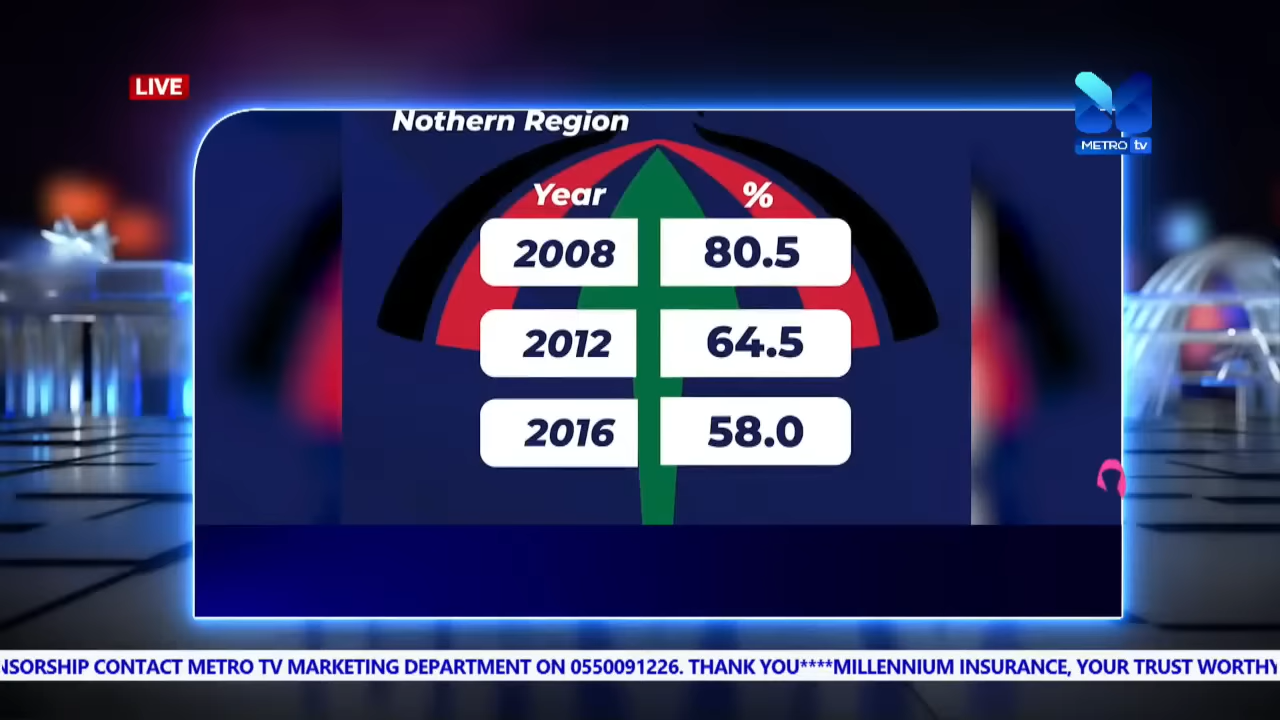 LIVE
METRO tv
Nothern Region
Year %
2008 80.5
2012 64.5
2016 58.0
CONTACT METRO TV MARKETING DEPARTMENT ON 0550091226. THANK YOU****MILLENNIUM INSURANCE, YOUR TRUST WORTHY